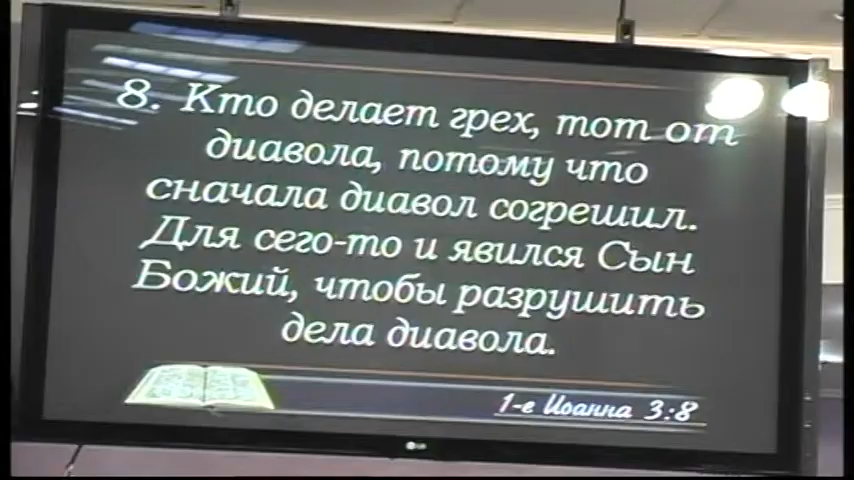 8. Кто делает грех, тот от
диавола, потому что
сначала диавол согрешил.
Для сего-то и явился Сын
Божий, чтобы разрушить
дела диавола.
1-е Иоанна 3:8
LG